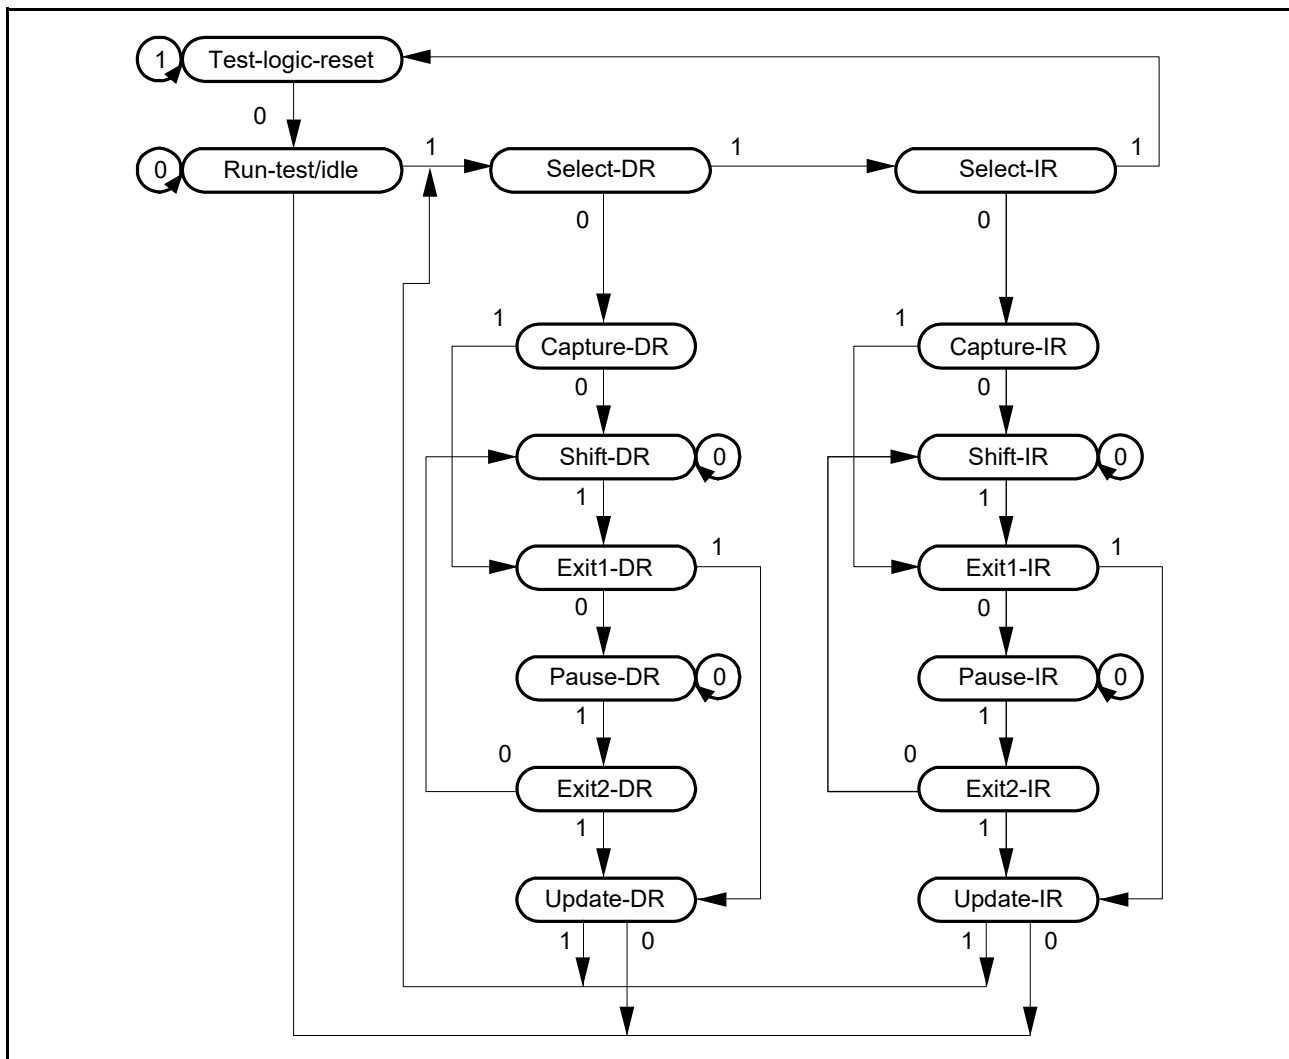 1 Test-logic-reset
0
0 Run-test/idle 1 Select-DR 1 Select-IR 1
0 0
1 1
Capture-DR Capture-IR
0 0
Shift-DR 0 Shift-IR 0
1 1
1 1
Exit1-DR Exit1-IR
0 0
Pause-DR 0 Pause-IR 0
1 1
0 0
Exit2-DR Exit2-IR
1 1
Update-DR Update-IR
1 0 1 0